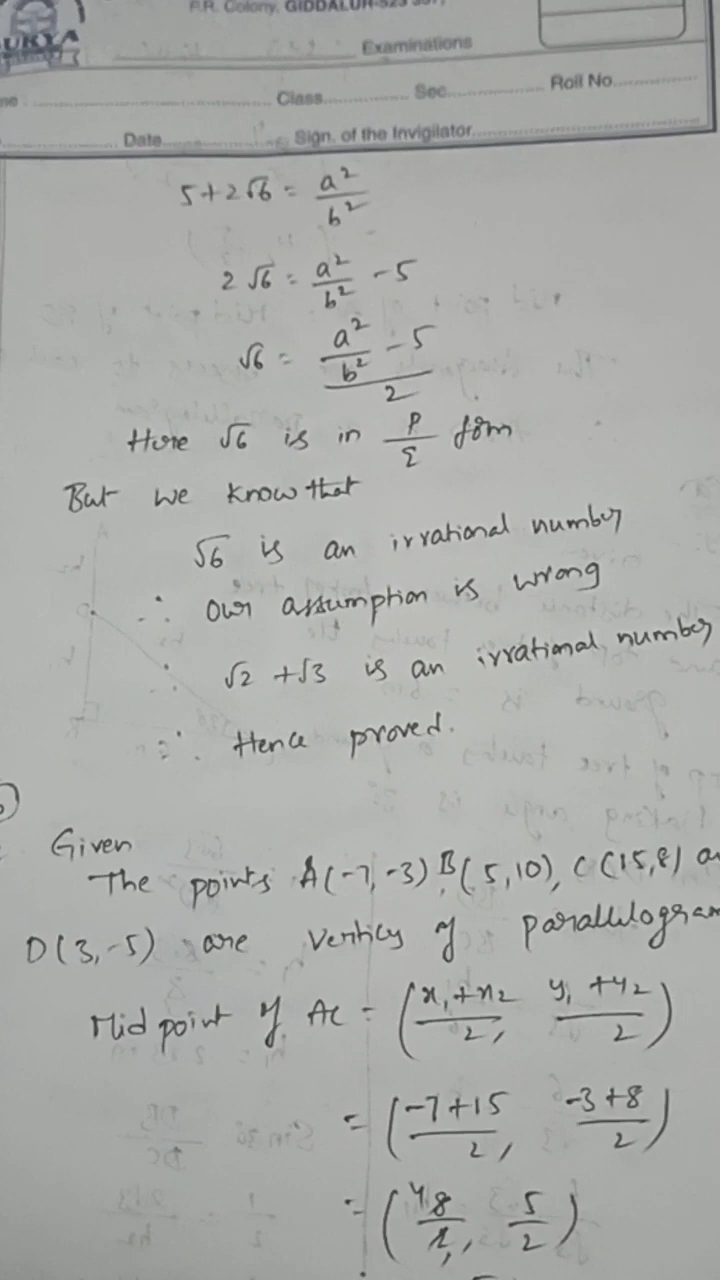 P.R. Colony, GIDDALUR-523
Examinations
Class.......... Sec.......... Roll No..........
Date.......... Sign. of the Invigilator..........
5+2√6 = a²/b²
2√6 = a²/b² - 5
√6 = (a²/b² - 5)/2
Here √6 is in P/q form
But we know that
√6 is an irrational number
∴ our assumption is wrong
∴ √2 + √3 is an irrational number
∴ Hence proved.
Given
The points A(-7,-3) B(5,10), C(15,8) an
D(3,-5) are verticy of parallelogram
Mid point of AC = (x₁+x₂/2, y₁+y₂/2)
= (-7+15/2, -3+8/2)
= (8/2, 5/2)